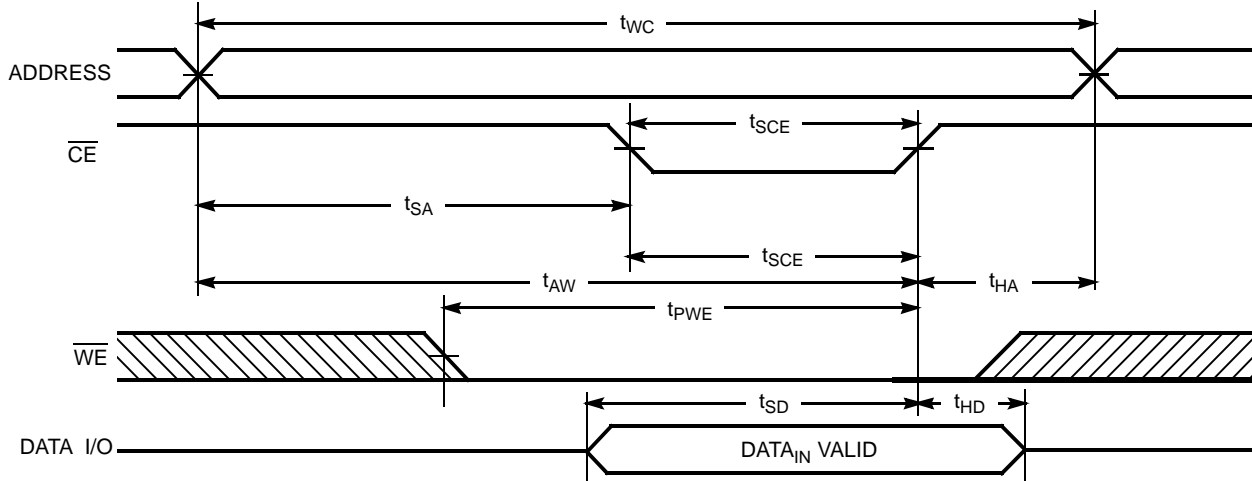 tWC
ADDRESS
tSCE
CE
tSA
tSCE
tAW
tHA
tPWE
WE
tSD
tHD
DATA I/O
DATAIN VALID